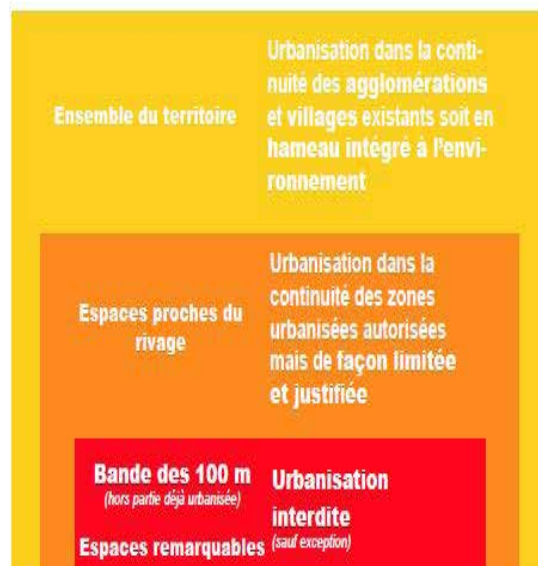 Ensemble du territoire
Urbanisation dans la conti-
nuité des agglomérations
et villages existants soit en
hameau intégré à l'envi-
ronnement
Espaces proches du
rivage
Urbanisation dans la
continuité des zones
urbanisées autorisées
mais de façon limitée
et justifiée
Bande des 100 m
(hors partie déjà urbanisée)
Espaces remarquables
Urbanisation
interdite
(sauf exception)